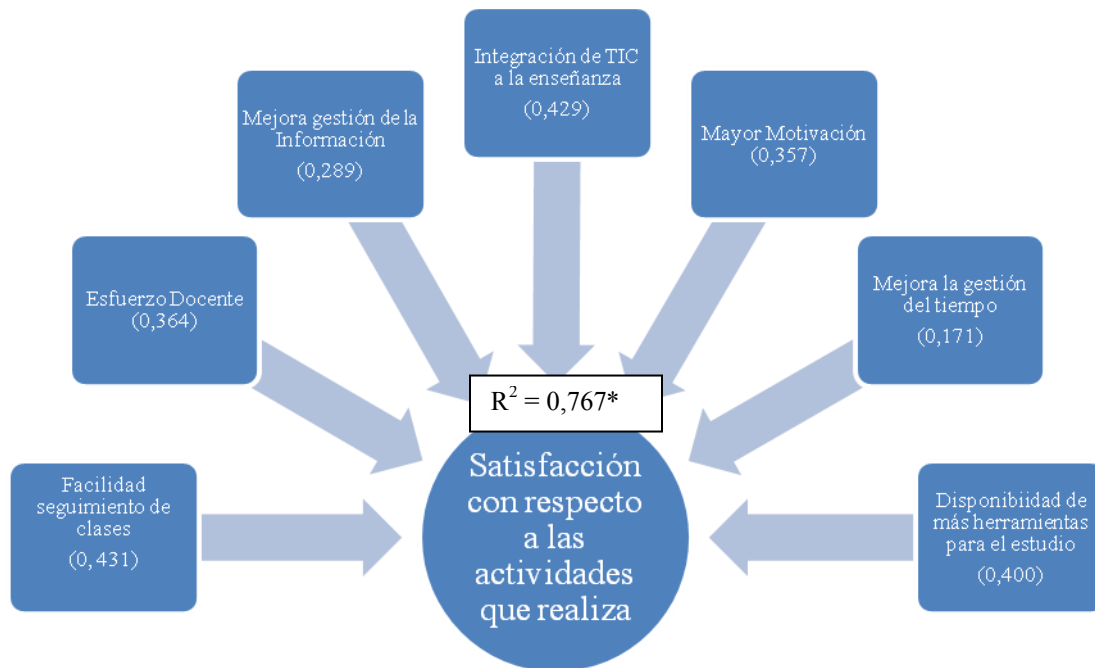 Integración de TIC
a la enseñanza
(0,429)
Mejora gestión de la
Información
(0,289)
Mayor Motivación
(0,357)
Esfuerzo Docente
(0,364)
Mejora la gestión
del tiempo
(0,171)
R² = 0,767*
Facilidad
seguimiento de
clases
(0, 431)
Satisfacción
con respecto
a las
actividades
que realiza
Disponibiidad de
más herramientas
para el estudio
(0,400)